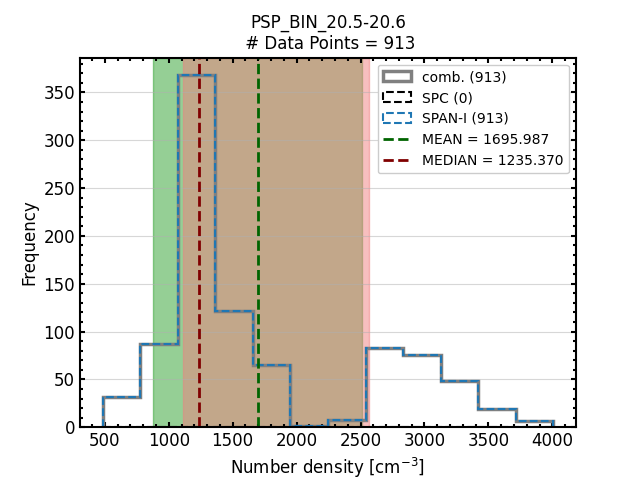 PSP_BIN_20.5-20.6
# Data Points = 913
comb. (913)
SPC (0)
SPAN-I (913)
MEAN = 1695.987
MEDIAN = 1235.370
Frequency
350
300
250
200
150
100
50
0
500 1000 1500 2000 2500 3000 3500 4000
Number density [cm⁻³]